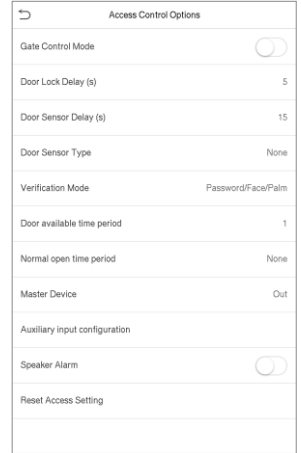 Access Control Options
Gate Control Mode
Door Lock Delay (s) 5
Door Sensor Delay (s) 15
Door Sensor Type None
Verification Mode Password/Face/Palm
Door available time period 1
Normal open time period None
Master Device Out
Auxiliary input configuration
Speaker Alarm
Reset Access Setting